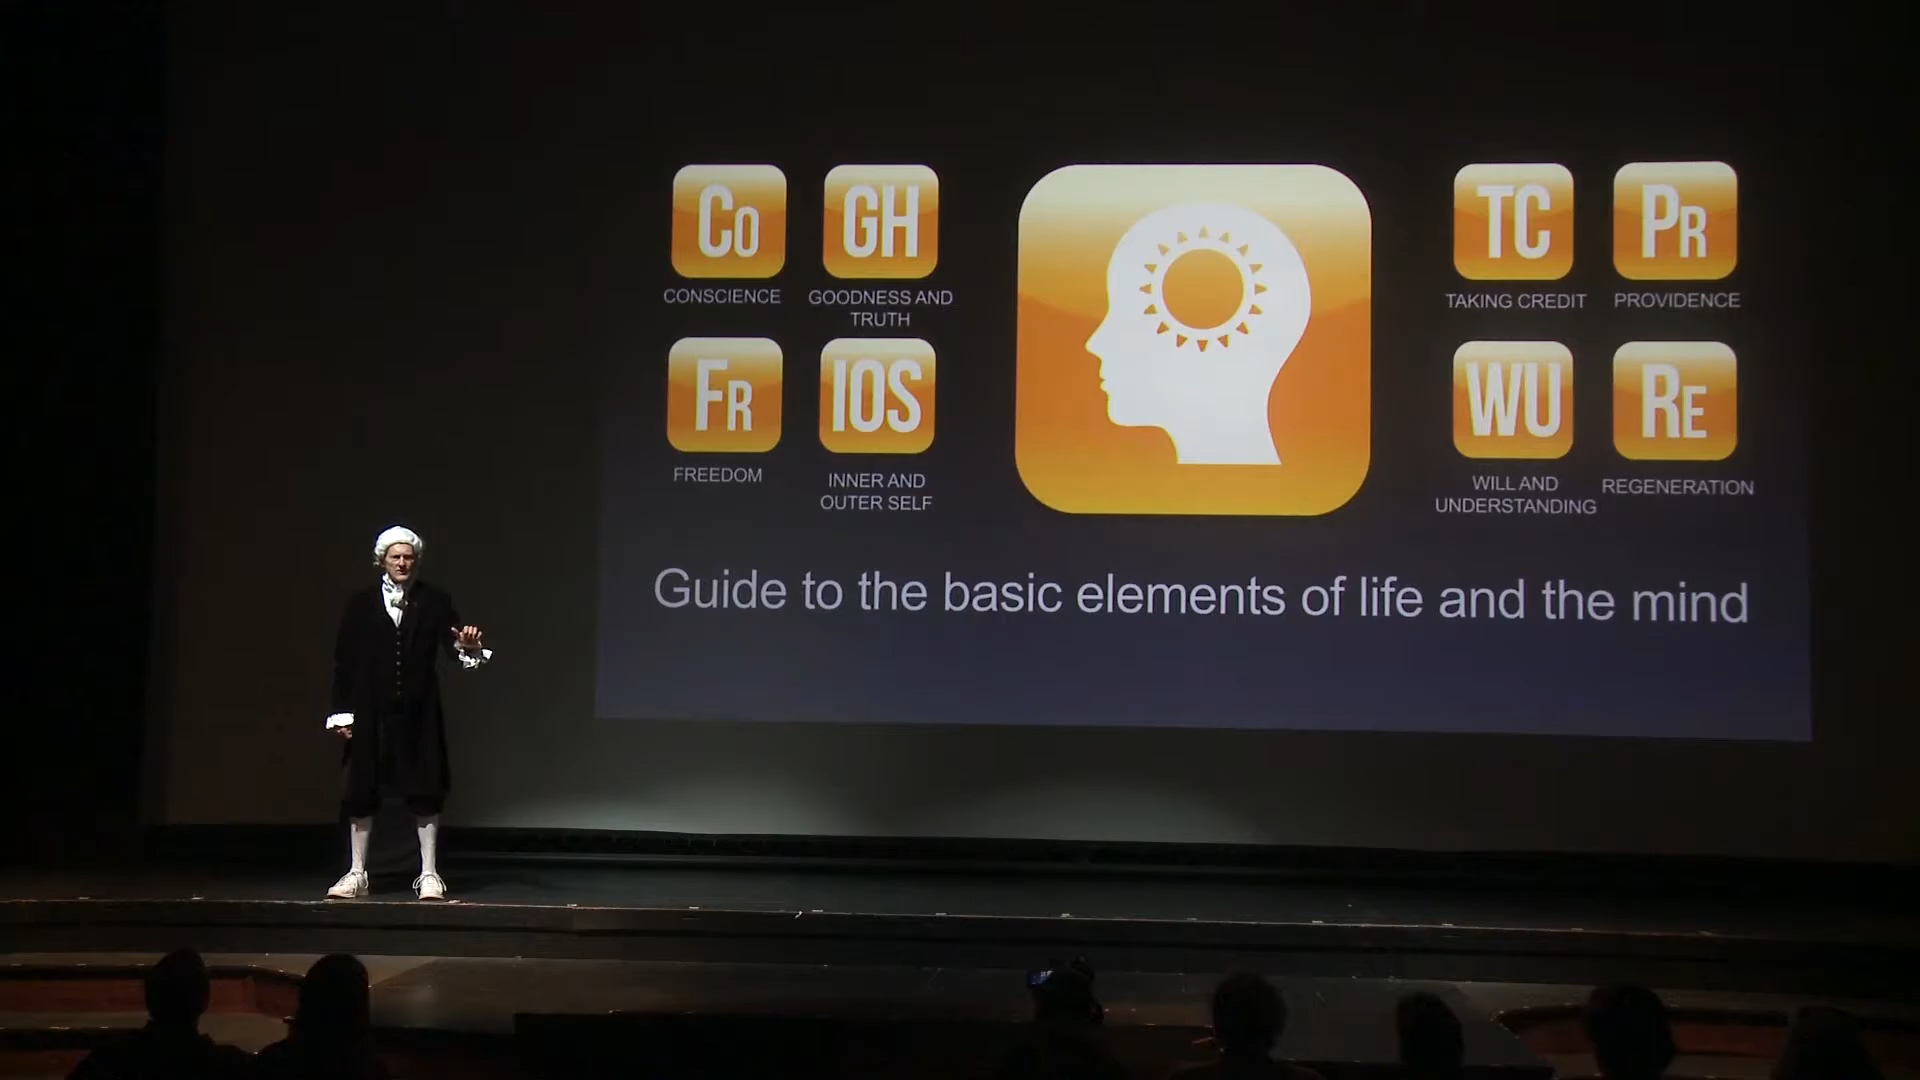 Co
GH
TC
PR
CONSCIENCE
GOODNESS AND
TRUTH
TAKING CREDIT
PROVIDENCE
FR
IOS
WU
RE
FREEDOM
INNER AND
OUTER SELF
WILL AND
UNDERSTANDING
REGENERATION
Guide to the basic elements of life and the mind